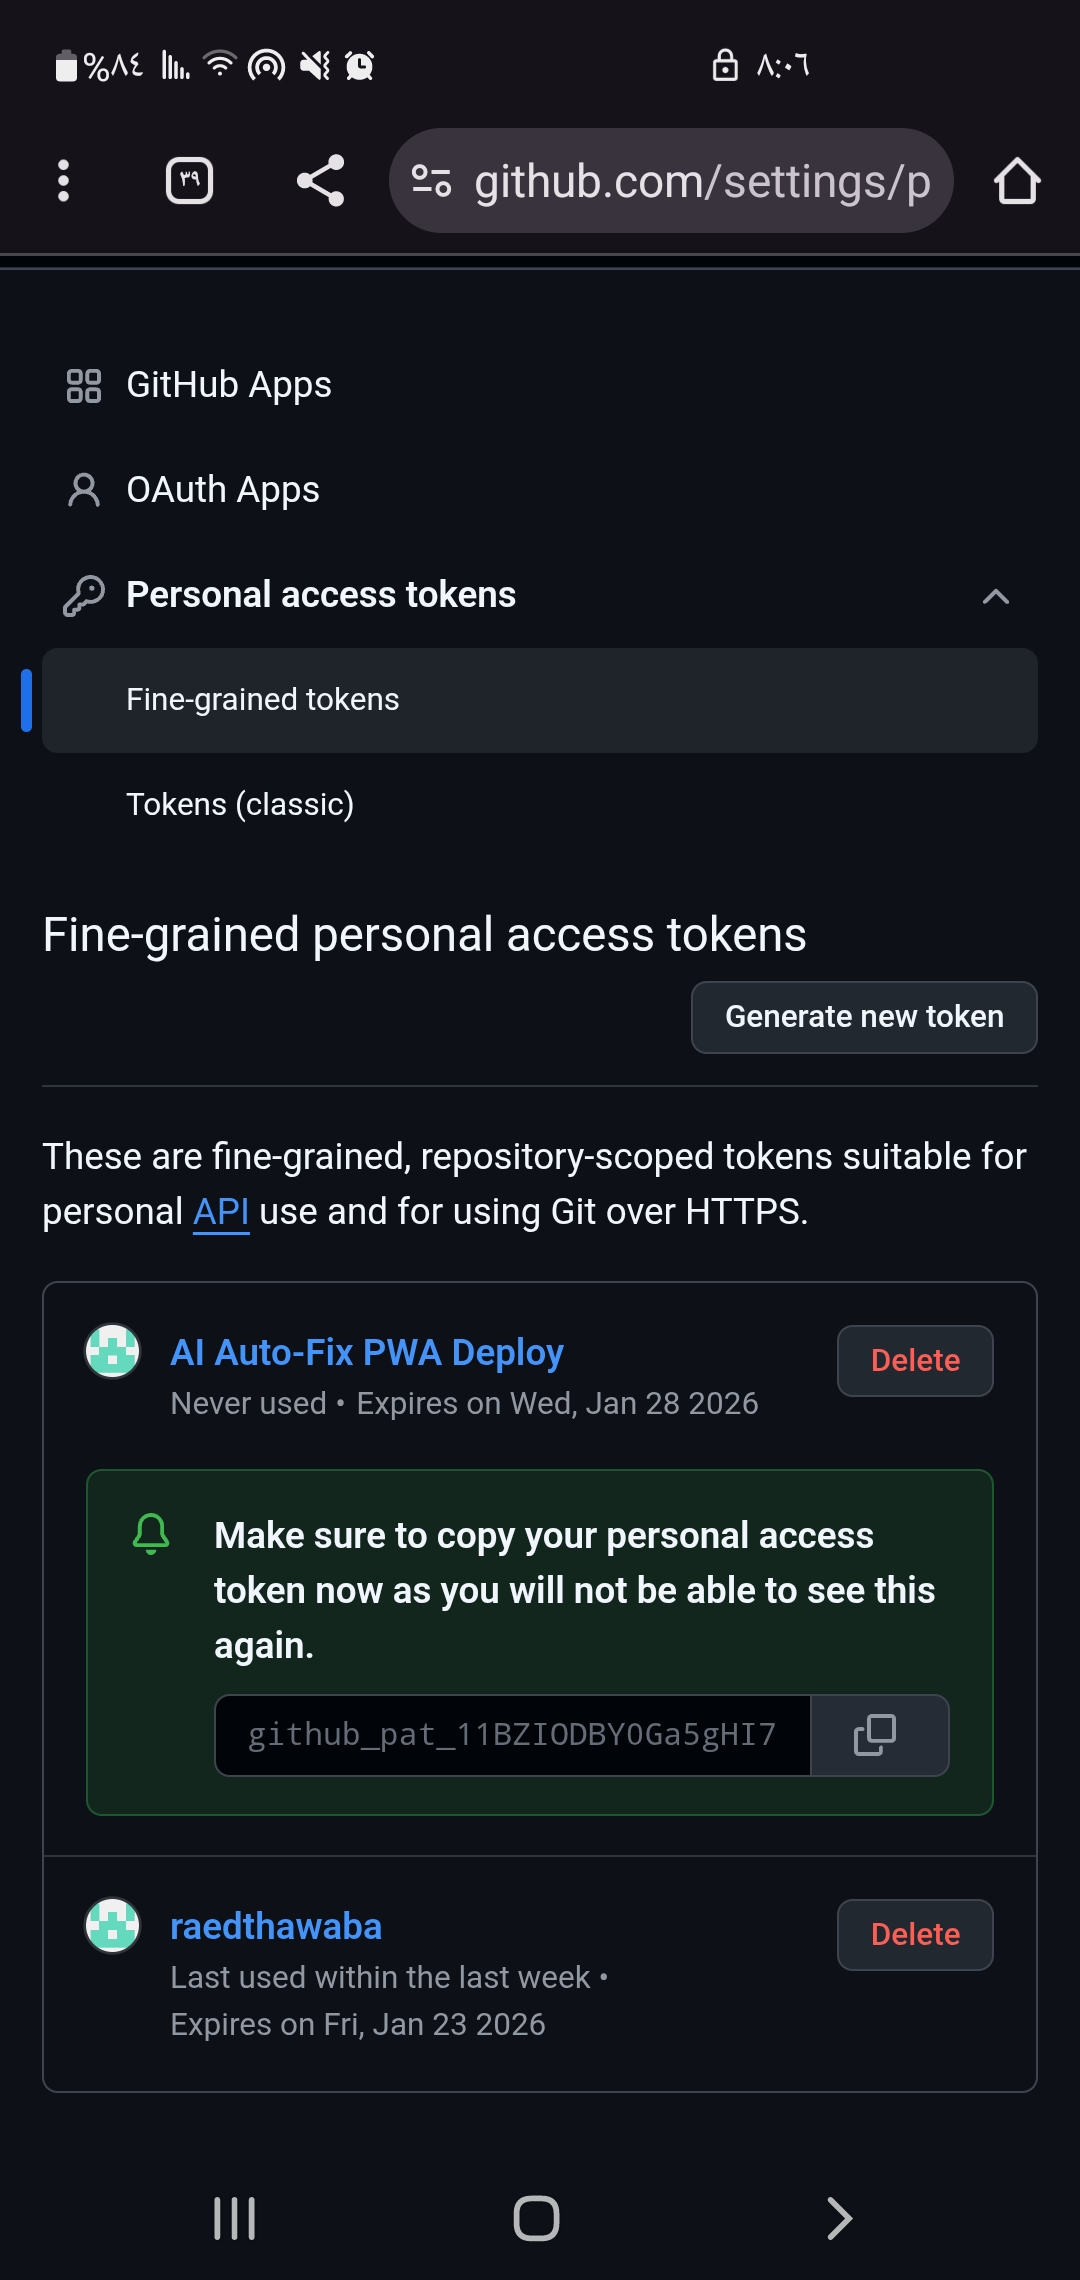 %٨٤
٨:٠٦
٣٩
github.com/settings/p
GitHub Apps
OAuth Apps
Personal access tokens
Fine-grained tokens
Tokens (classic)
Fine-grained personal access tokens
Generate new token
These are fine-grained, repository-scoped tokens suitable for
personal API use and for using Git over HTTPS.
AI Auto-Fix PWA Deploy
Delete
Never used • Expires on Wed, Jan 28 2026
Make sure to copy your personal access
token now as you will not be able to see this
again.
github_pat_11BZIODBY0Ga5gHI7
raedthawaba
Delete
Last used within the last week •
Expires on Fri, Jan 23 2026